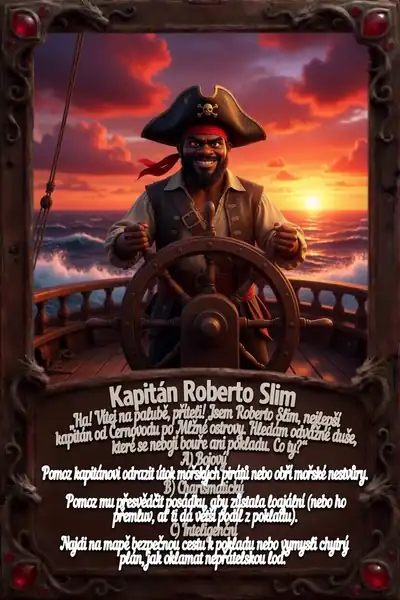 Kapitán Roberto Slim
"Ha! Vítej na palubě, příteli! Jsem Roberto Slim, nejlepší
kapitán od Černovodu po Mlžné ostrovy. Hledám odvážné duše,
které se nebojí bouře ani pokladu. Co ty?"
A) Bojový
Pomoz kapitánovi odrazit útok mořských pirátů nebo obří mořské nestvůry.
B) Charismatický
Pomoz mu přesvědčit posádku, aby zůstala loajální (nebo ho
přemluv, ať ti dá větší podíl z pokladu).
C) Inteligenční
Najdi na mapě bezpečnou cestu k pokladu nebo vymysli chytrý
plán, jak oklamat nepřátelskou loď.